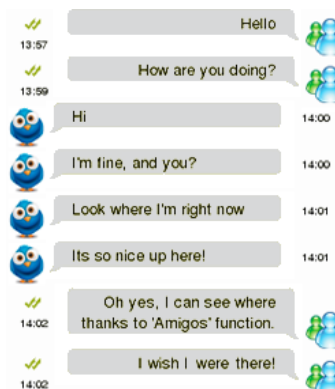 Hello
13:57
How are you doing?
13:59
Hi
14:00
I'm fine, and you?
14:00
Look where I'm right now
14:01
Its so nice up here!
14:01
Oh yes, I can see where
thanks to 'Amigos' function.
14:02
I wish I were there!
14:02